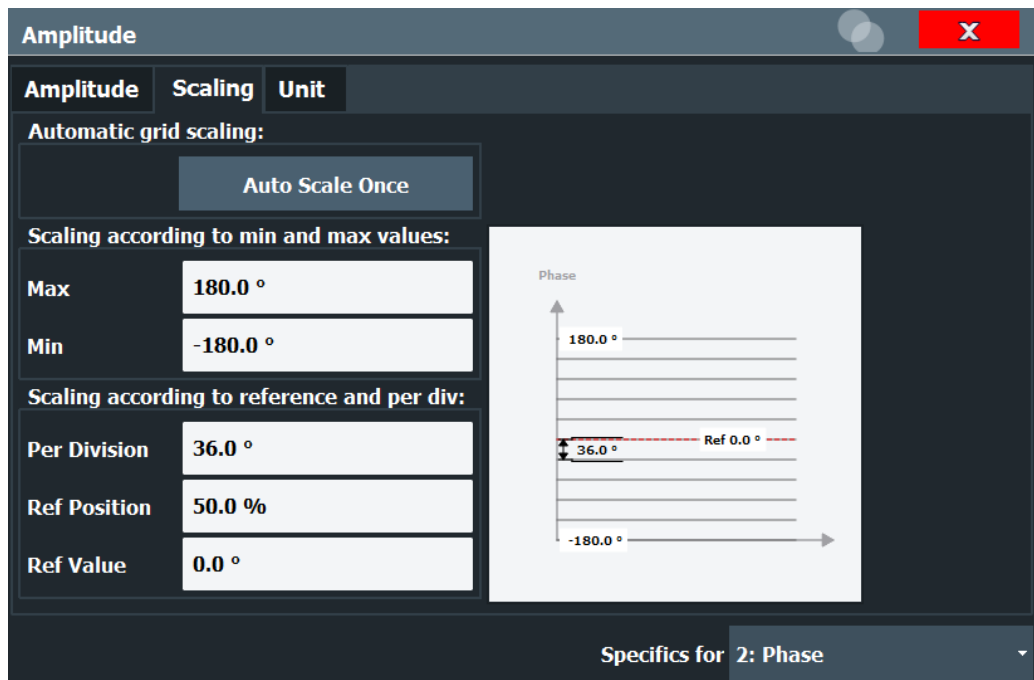 Amplitude
X
Amplitude Scaling Unit
Automatic grid scaling:
Auto Scale Once
Scaling according to min and max values:
Max 180.0 °
Min -180.0 °
Scaling according to reference and per div:
Per Division 36.0 °
Ref Position 50.0 %
Ref Value 0.0 °
Phase
180.0 °
Ref 0.0 °
36.0 °
-180.0 °
Specifics for 2: Phase